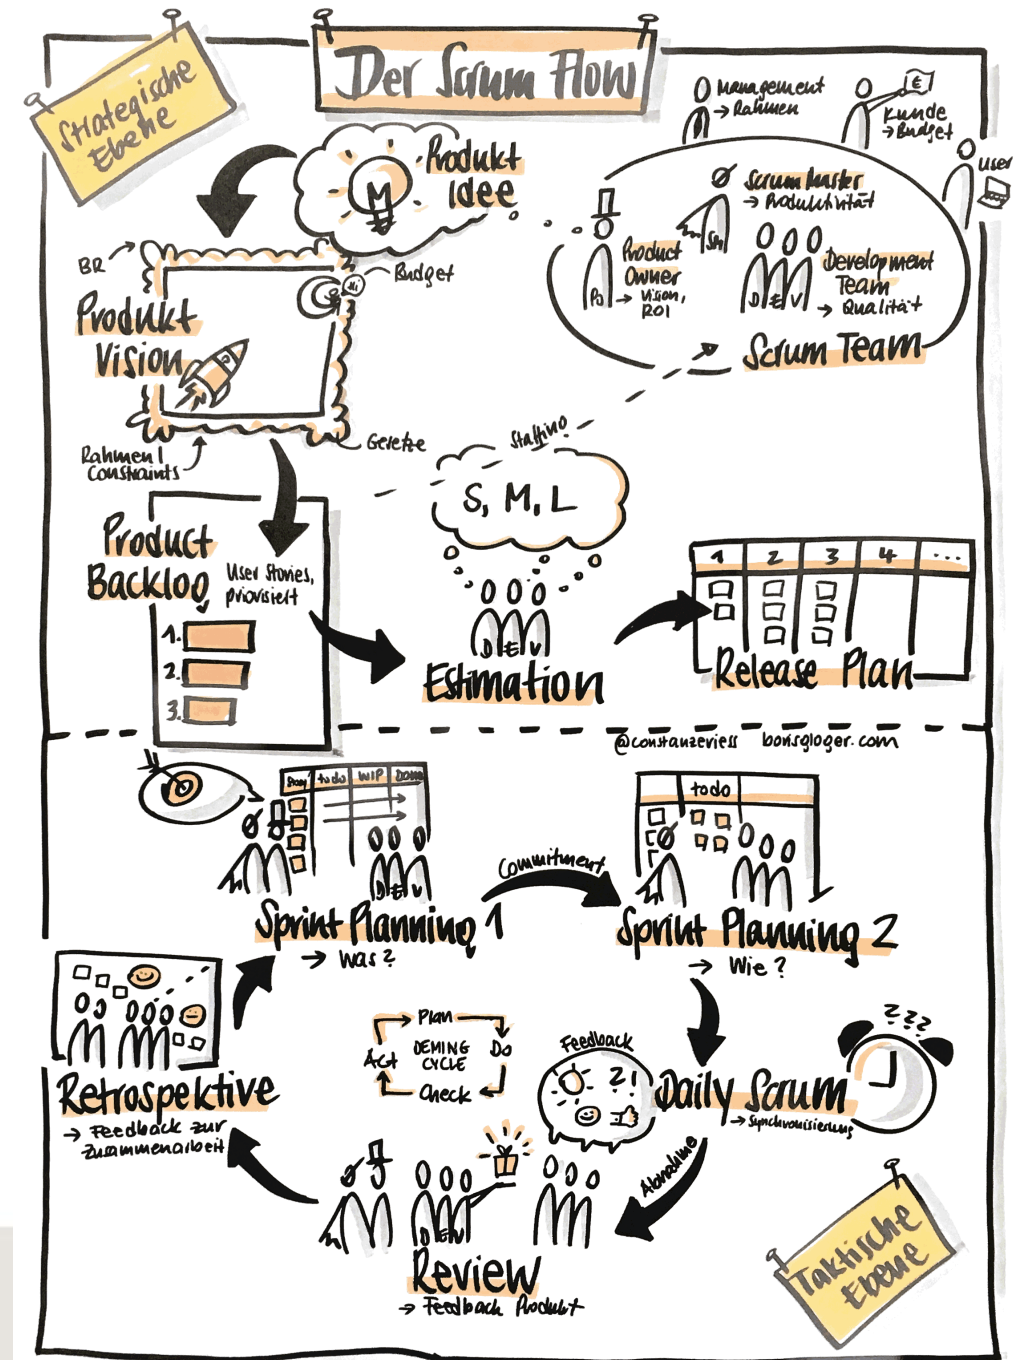 Der Scrum Flow
Strategische
Ebene
Produkt
Idee
M
Management
→ Rahmen
€
Kunde
→ Budget
User
Scrum Master
→ Produktivität
SM
Product
Owner
→ Vision,
ROI
PO
Development
Team
→ Qualität
D E V
Scrum Team
BR
Budget
Produkt
Vision
Gesetze
Rahmen/
Constraints
Staffing
S, M, L
Product
Backlog
User Stories,
priorisiert
1.
2.
3.
D E V
Estimation
1 2 3 4 ...
Release Plan
@constanzeriess borisgloger.com
Story todo WIP Done
D E V
Sprint Planning 1
→ Was?
Commitment
todo
Sprint Planning 2
→ Wie?
Plan
Do
Check
Act
DEMING
CYCLE
Feedback
?!
Daily Scrum
→ Synchronisierung
???
Abnahme
Retrospektive
→ Feedback zur
Zusammenarbeit
D E V
Review
→ Feedback Produkt
Taktische
Ebene